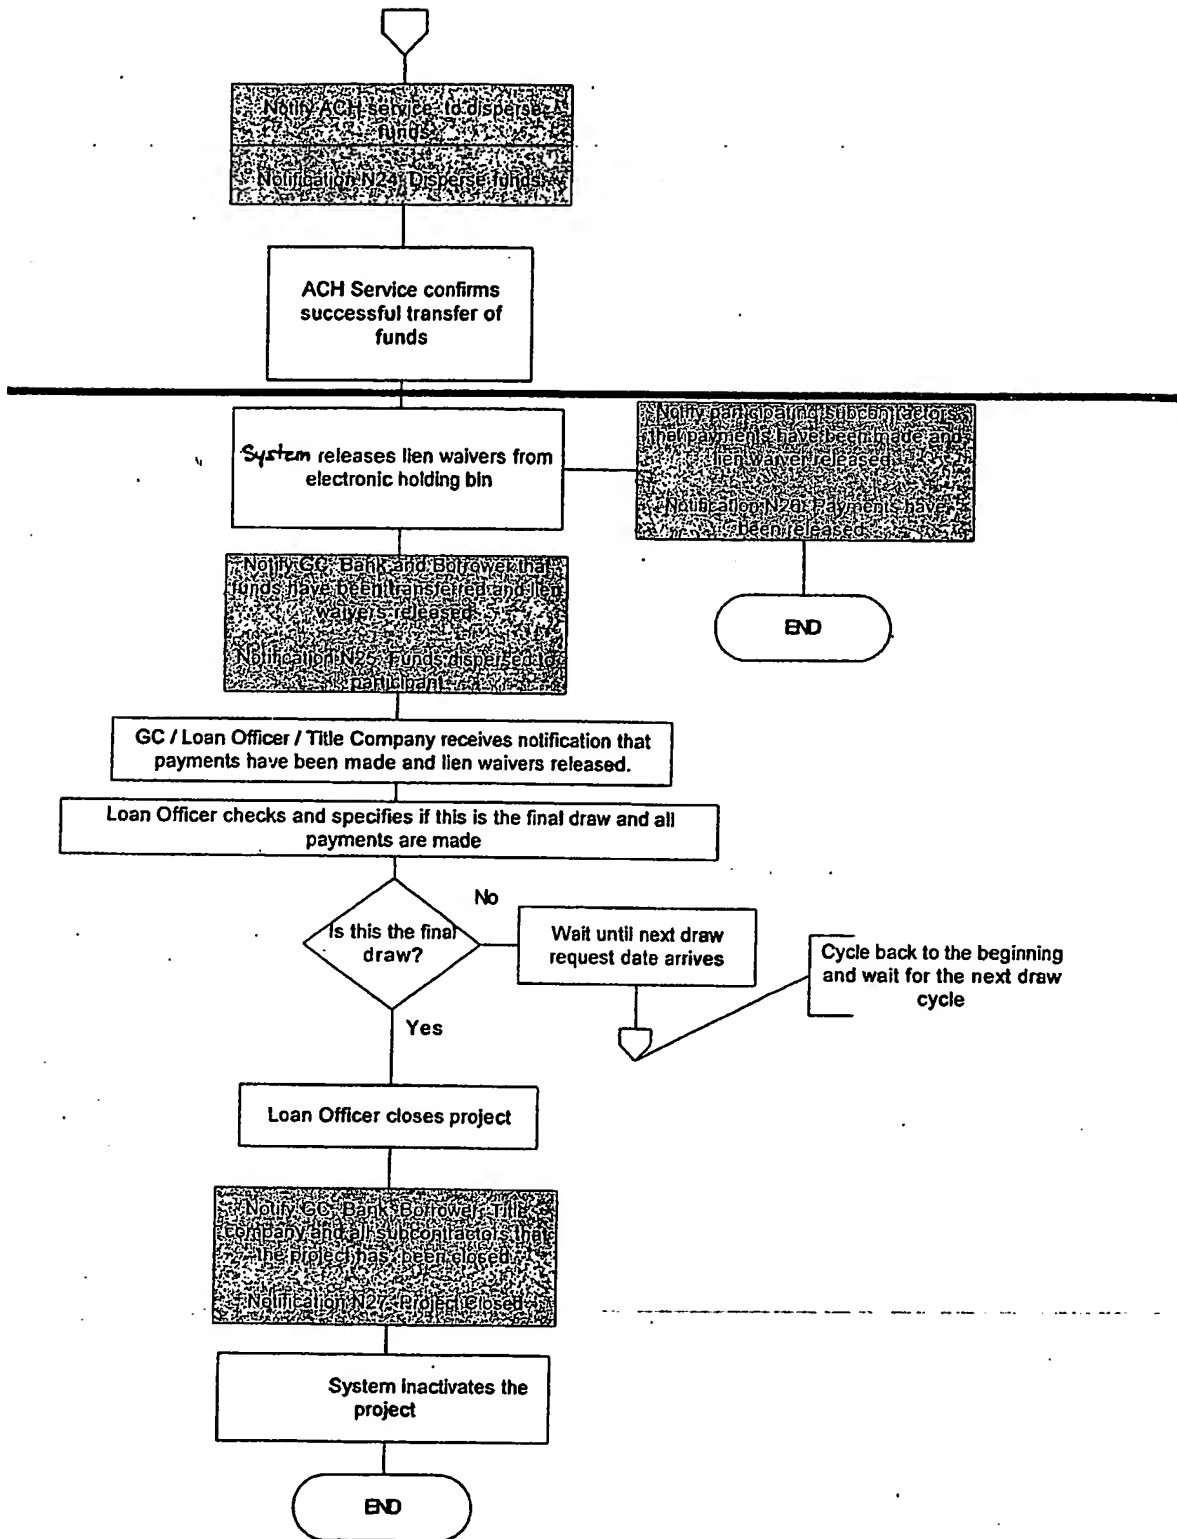 Notify ACH service to disperse
funds
Notification N24: Disperse funds
ACH Service confirms
successful transfer of
funds
System releases lien waivers from
electronic holding bin
Notify participating subcontractors
that payments have been made and
lien waiver released
Notification N26: Payments have
been released
END
Notify GC, Bank and Borrower that
funds have been transferred and lien
waivers released
Notification N25: Funds dispersed to
participant
GC / Loan Officer / Title Company receives notification that
payments have been made and lien waivers released.
Loan Officer checks and specifies if this is the final draw and all
payments are made
Is this the final
draw?
No
Wait until next draw
request date arrives
Cycle back to the beginning
and wait for the next draw
cycle
Yes
Loan Officer closes project
Notify GC, Bank, Borrower, Title
company and all subcontractors that
the project has been closed
Notification N27: Project Closed
System inactivates the
project
END